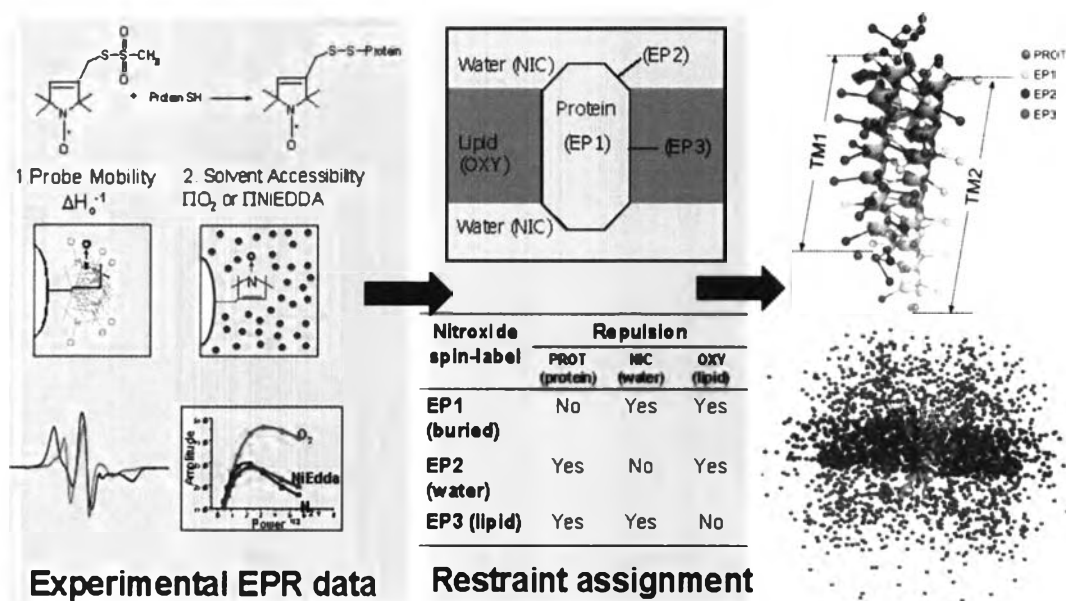 S-S-CH₃
O
O
S-S-Protein
N
O
+ Protein SH
N
O
1.Probe Mobility
ΔH₀⁻¹
2. Solvent Accessibility
ΠO₂ or ΠNiEDDA
O
N
O
N
Amplitude
O₂
NiEdda
N
Power
Experimental EPR data
Water (NIC)
(EP2)
Protein
(EP1)
Lipid
(OXY)
(EP3)
Water (NIC)
Nitroxide
spin-label
Repulsion
PROT
(protein)
NIC
(water)
OXY
(lipid)
EP1
(buried)
No
Yes
Yes
EP2
(water)
Yes
No
Yes
EP3 (lipid)
Yes
Yes
No
Restraint assignment
TM1
TM2
PROT
EP1
EP2
EP3